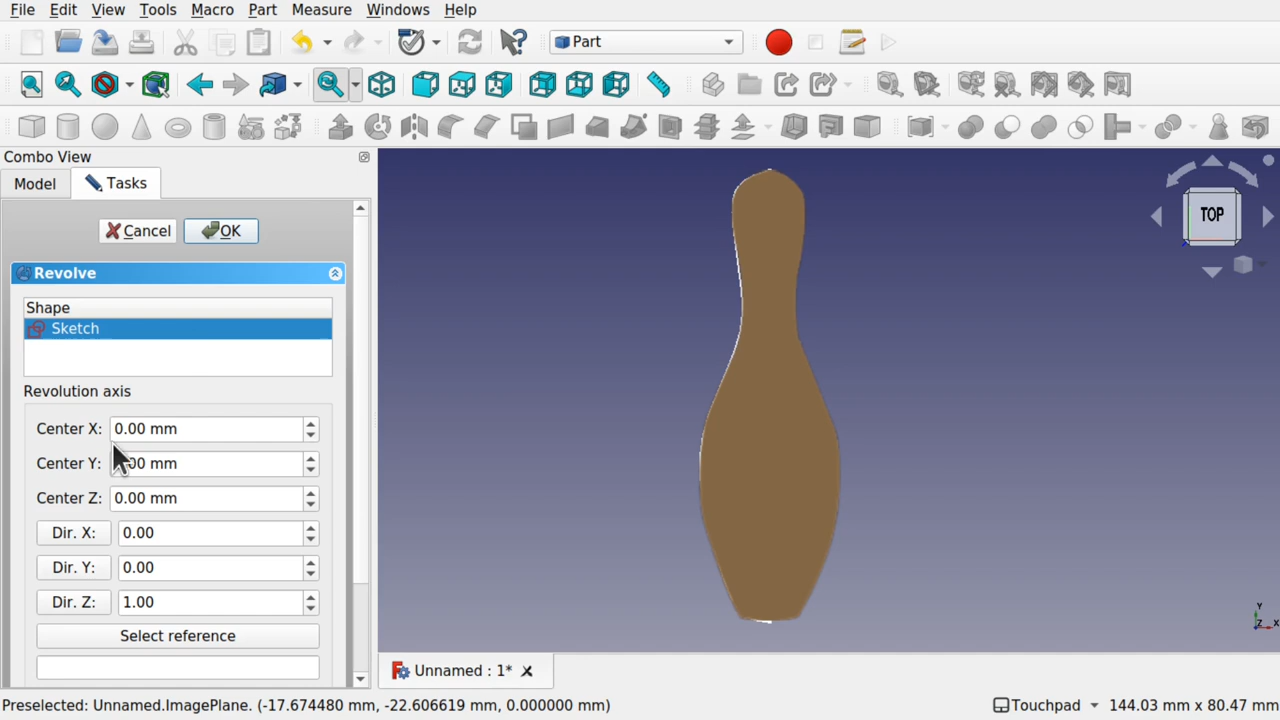 File Edit View Tools Macro Part Measure Windows Help
Part
Combo View
Model Tasks
Cancel OK
Revolve
Shape
Sketch
Revolution axis
Center X: 0.00 mm
Center Y: 00 mm
Center Z: 0.00 mm
Dir. X: 0.00
Dir. Y: 0.00
Dir. Z: 1.00
Select reference
TOP
Y
Z X
Unnamed : 1*
Preselected: Unnamed.ImagePlane. (-17.674480 mm, -22.606619 mm, 0.000000 mm) Touchpad 144.03 mm x 80.47 mm